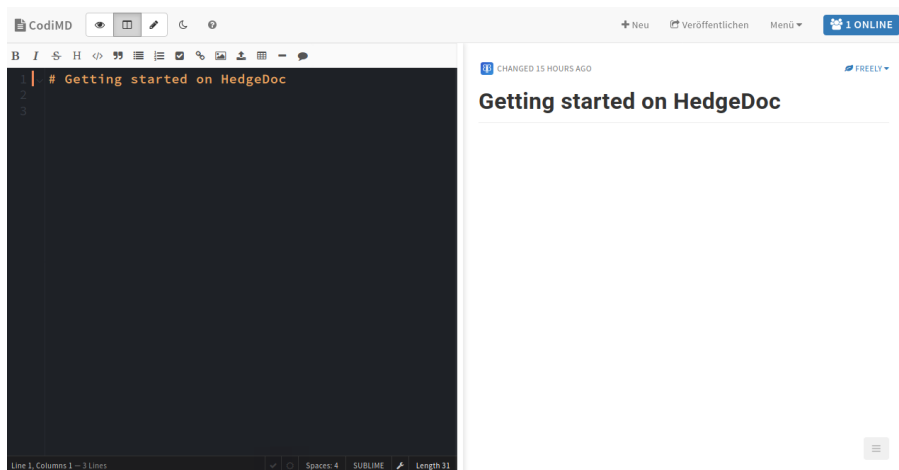 CodiMD
Neu Veröffentlichen Menü 1 ONLINE
B I S H
1 # Getting started on HedgeDoc
2
3
CHANGED 15 HOURS AGO FREELY
Getting started on HedgeDoc
Line 1, Columns 1 — 3 Lines Spaces: 4 SUBLIME Length 31